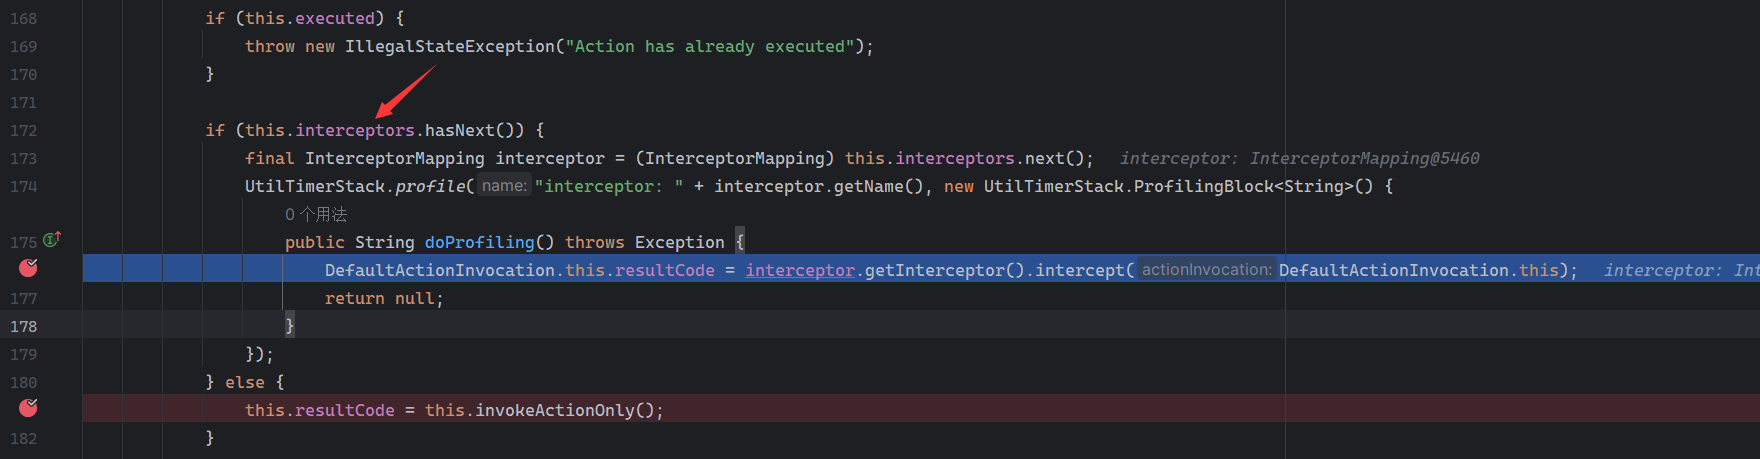 168 if (this.executed) {
169 throw new IllegalStateException("Action has already executed");
170 }
171
172 if (this.interceptors.hasNext()) {
173 final InterceptorMapping interceptor = (InterceptorMapping) this.interceptors.next(); interceptor: InterceptorMapping@5460
174 UtilTimerStack.profile( name: "interceptor: " + interceptor.getName(), new UtilTimerStack.ProfilingBlock<String>() {
0 个用法
175 public String doProfiling() throws Exception {
DefaultActionInvocation.this.resultCode = interceptor.getInterceptor().intercept( actionInvocation: DefaultActionInvocation.this); interceptor: Int
177 return null;
178 }
179 });
180 } else {
this.resultCode = this.invokeActionOnly();
182 }